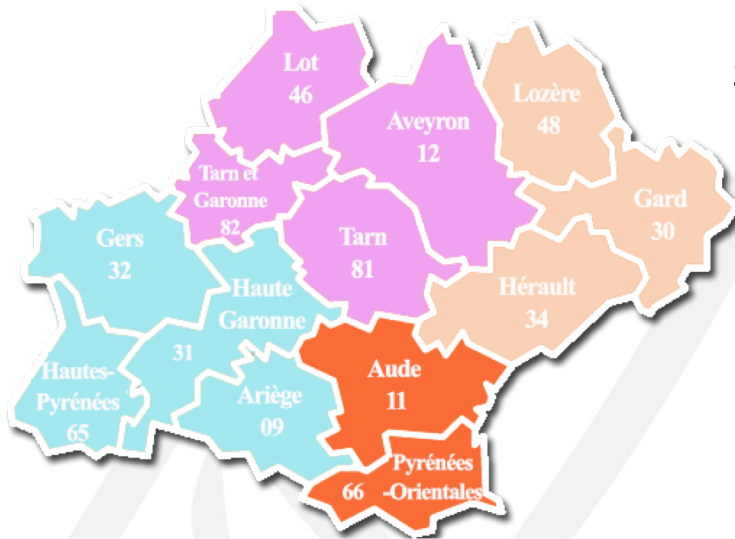 Lot
46
Aveyron
12
Lozère
48
Tarn et
Garonne
82
Gard
30
Gers
32
Tarn
81
Haute
Garonne
31
Hérault
34
Hautes-
Pyrénées
65
Ariège
09
Aude
11
Pyrénées
66 -Orientales